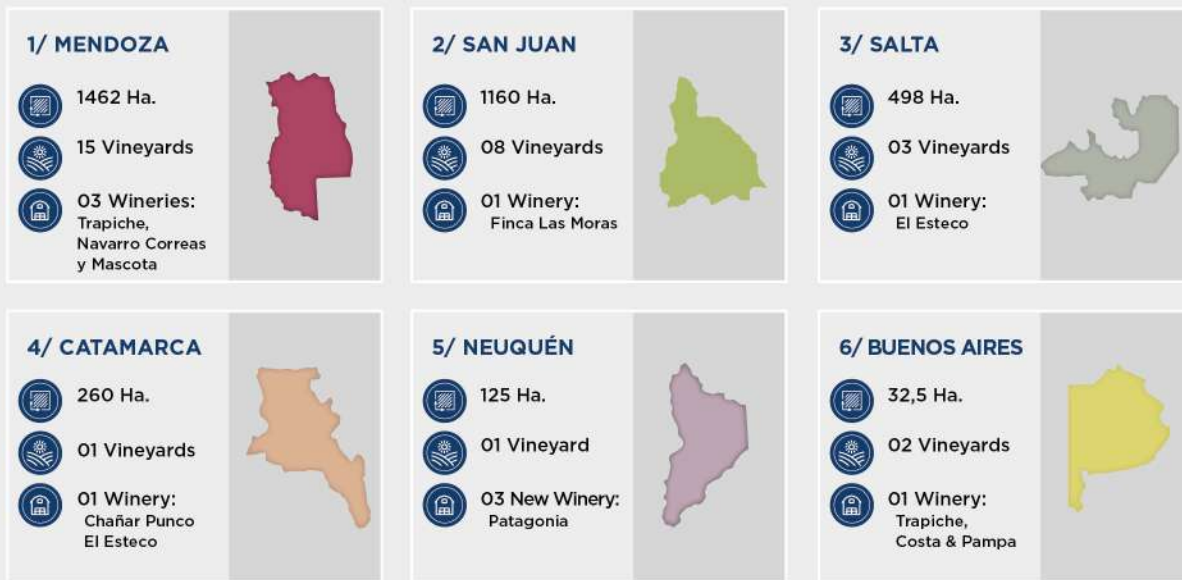 1/ MENDOZA
1462 Ha.
15 Vineyards
03 Wineries:
Trapiche,
Navarro Correas
y Mascota
2/ SAN JUAN
1160 Ha.
08 Vineyards
01 Winery:
Finca Las Moras
3/ SALTA
498 Ha.
03 Vineyards
01 Winery:
El Esteco
4/ CATAMARCA
260 Ha.
01 Vineyards
01 Winery:
Chañar Punco
El Esteco
5/ NEUQUÉN
125 Ha.
01 Vineyard
03 New Winery:
Patagonia
6/ BUENOS AIRES
32,5 Ha.
02 Vineyards
01 Winery:
Trapiche,
Costa & Pampa